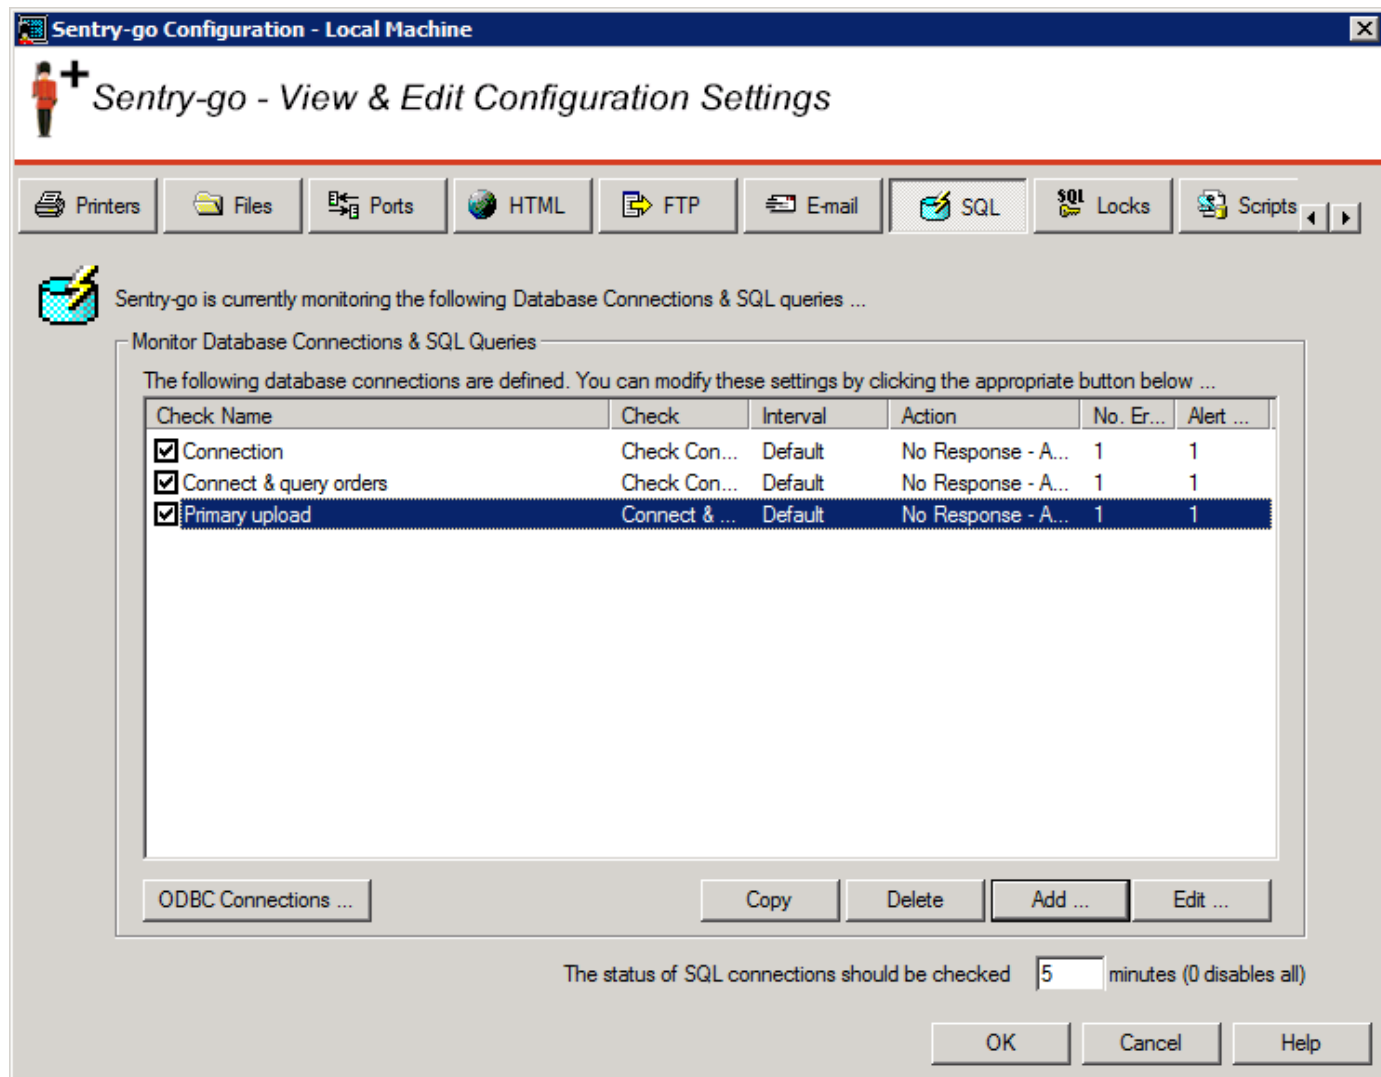 Sentry-go Configuration - Local Machine
Sentry-go - View & Edit Configuration Settings
Printers Files Ports HTML FTP E-mail SQL SQL Locks Scripts
Sentry-go is currently monitoring the following Database Connections & SQL queries ...
Monitor Database Connections & SQL Queries
The following database connections are defined. You can modify these settings by clicking the appropriate button below ...
Check Name Check Interval Action No. Er... Alert ...
Connection Check Con... Default No Response - A... 1 1
Connect & query orders Check Con... Default No Response - A... 1 1
Primary upload Connect & ... Default No Response - A... 1 1
ODBC Connections ... Copy Delete Add ... Edit ...
The status of SQL connections should be checked 5 minutes (0 disables all)
OK Cancel Help